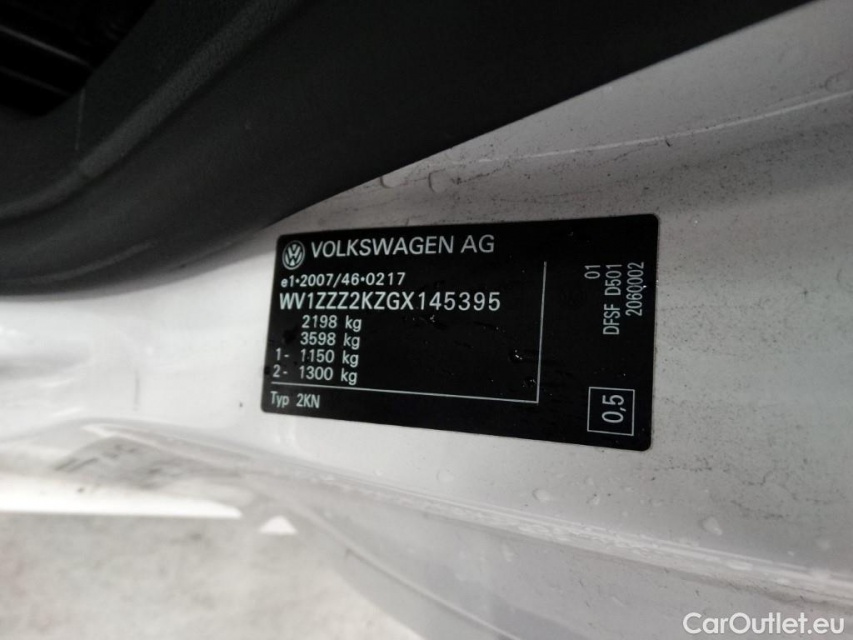 VOLKSWAGEN AG
e1*2007/46*0217
WV1ZZZ2KZGX145395
2198 kg
3598 kg
1- 1150 kg
2- 1300 kg
Typ 2KN
01
DFSF D501
2060002
0,5
CarOutlet.eu